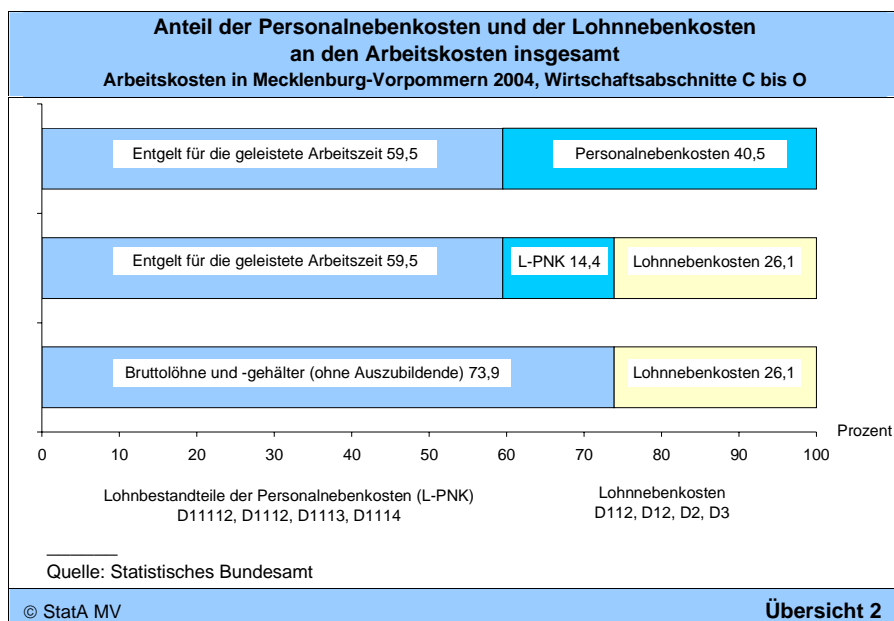 Anteil der Personalnebenkosten und der Lohnnebenkosten
an den Arbeitskosten insgesamt
Arbeitskosten in Mecklenburg-Vorpommern 2004, Wirtschaftsabschnitte C bis O
Entgelt für die geleistete Arbeitszeit 59,5
Personalnebenkosten 40,5
Entgelt für die geleistete Arbeitszeit 59,5
L-PNK 14,4
Lohnnebenkosten 26,1
Bruttolöhne und -gehälter (ohne Auszubildende) 73,9
Lohnnebenkosten 26,1
Prozent
0 10 20 30 40 50 60 70 80 90 100
Lohnbestandteile der Personalnebenkosten (L-PNK)
D11112, D1112, D1113, D1114
Lohnnebenkosten
D112, D12, D2, D3
Quelle: Statistisches Bundesamt
© StatA MV
Übersicht 2